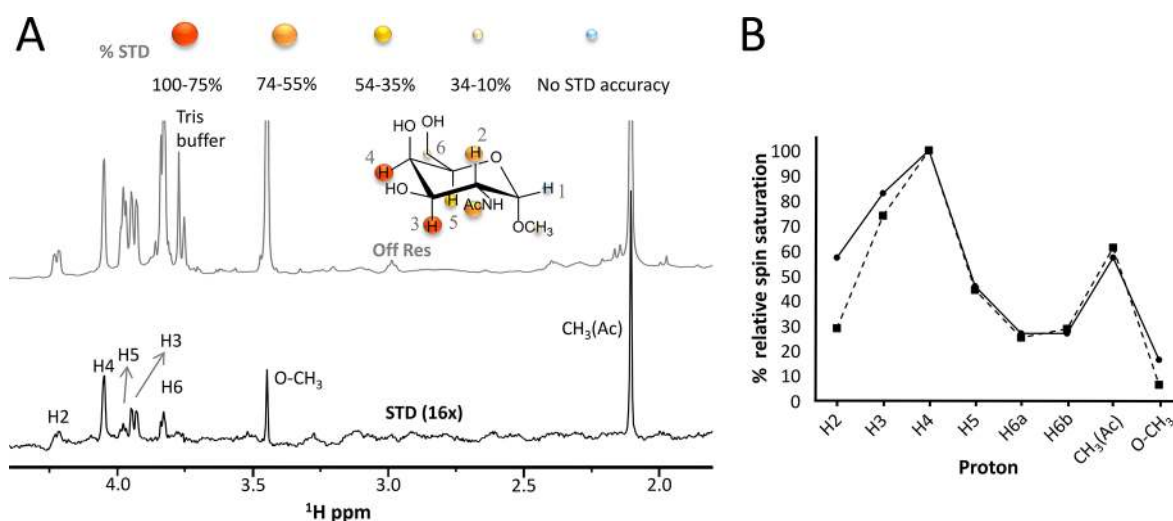 A
% STD
100-75%
74-55%
54-35%
34-10%
No STD accuracy
Tris
buffer
OH
HO
6
2
H
4
H
O
HO
H
1
AcNH
H
5
3
H
OCH3
Off Res
CH3(Ac)
H3
H5
H4
H6
H2
O-CH3
STD (16x)
4.0
3.5
3.0
2.5
2.0
1H ppm
B
% relative spin saturation
100
90
80
70
60
50
40
30
20
10
0
H2
H3
H4
H5
H6a
H6b
CH3(Ac)
O-CH3
Proton